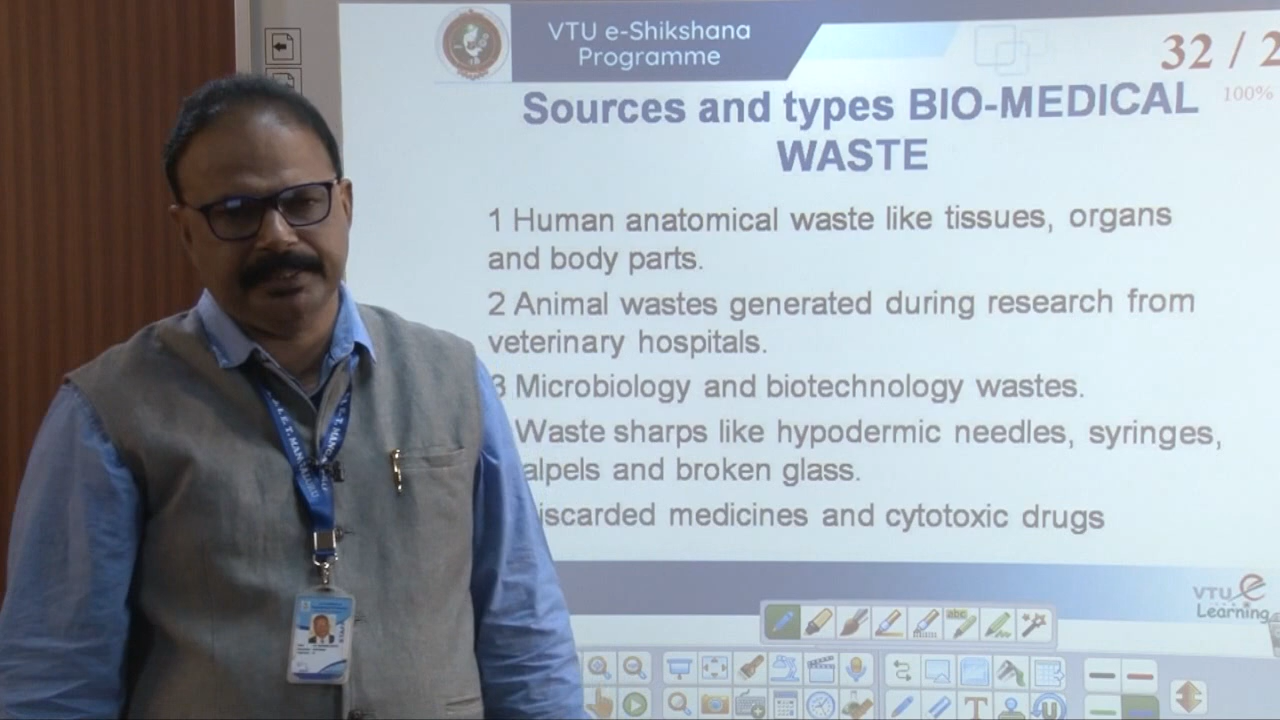 VTU e-Shikshana
Programme
32 / 2
100%
Sources and types BIO-MEDICAL
WASTE
1 Human anatomical waste like tissues, organs
and body parts.
2 Animal wastes generated during research from
veterinary hospitals.
3 Microbiology and biotechnology wastes.
Waste sharps like hypodermic needles, syringes,
alpels and broken glass.
iscarded medicines and cytotoxic drugs
VTU e
Learning
abc
T